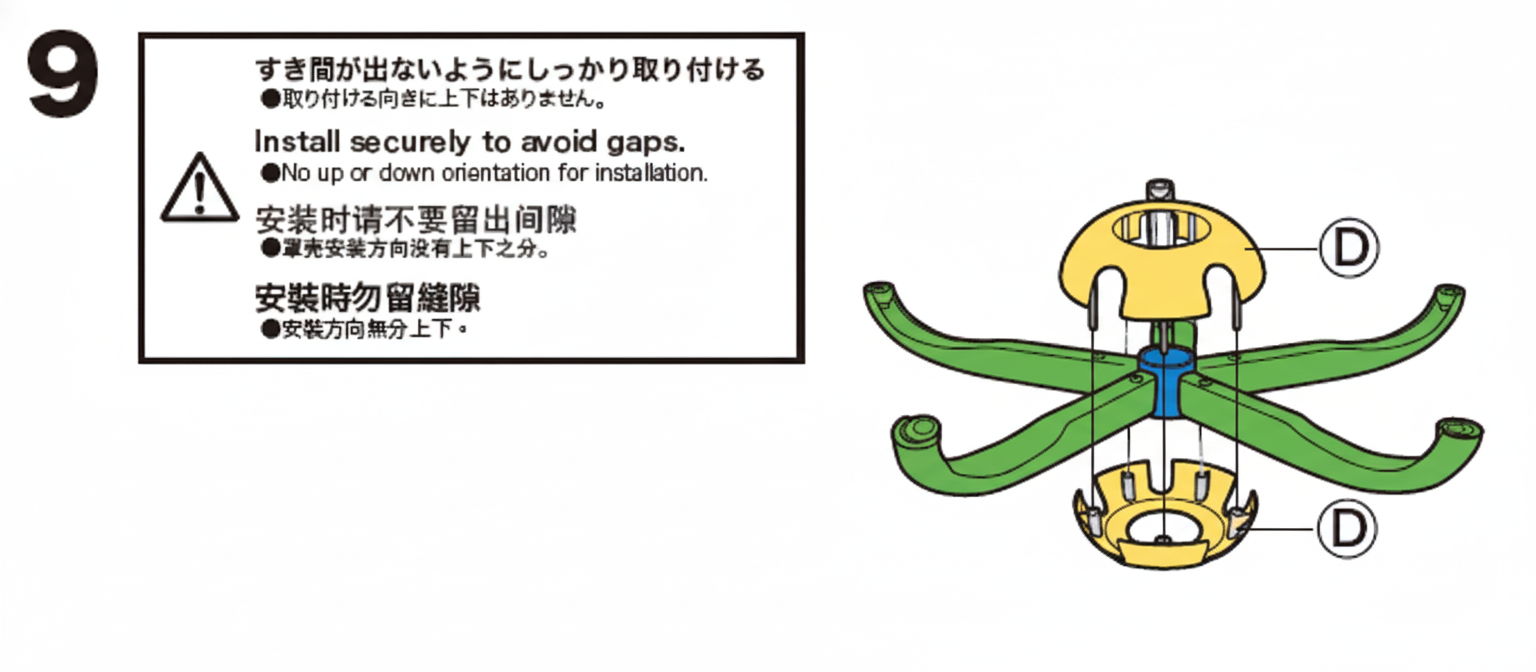 9
すき間が出ないようにしっかり取り付ける
●取り付ける向きに上下はありません。
Install securely to avoid gaps.
●No up or down orientation for installation.
安装时请不要留出间隙
●罩壳安装方向没有上下之分。
安裝時勿留縫隙
●安裝方向無分上下。
D
D